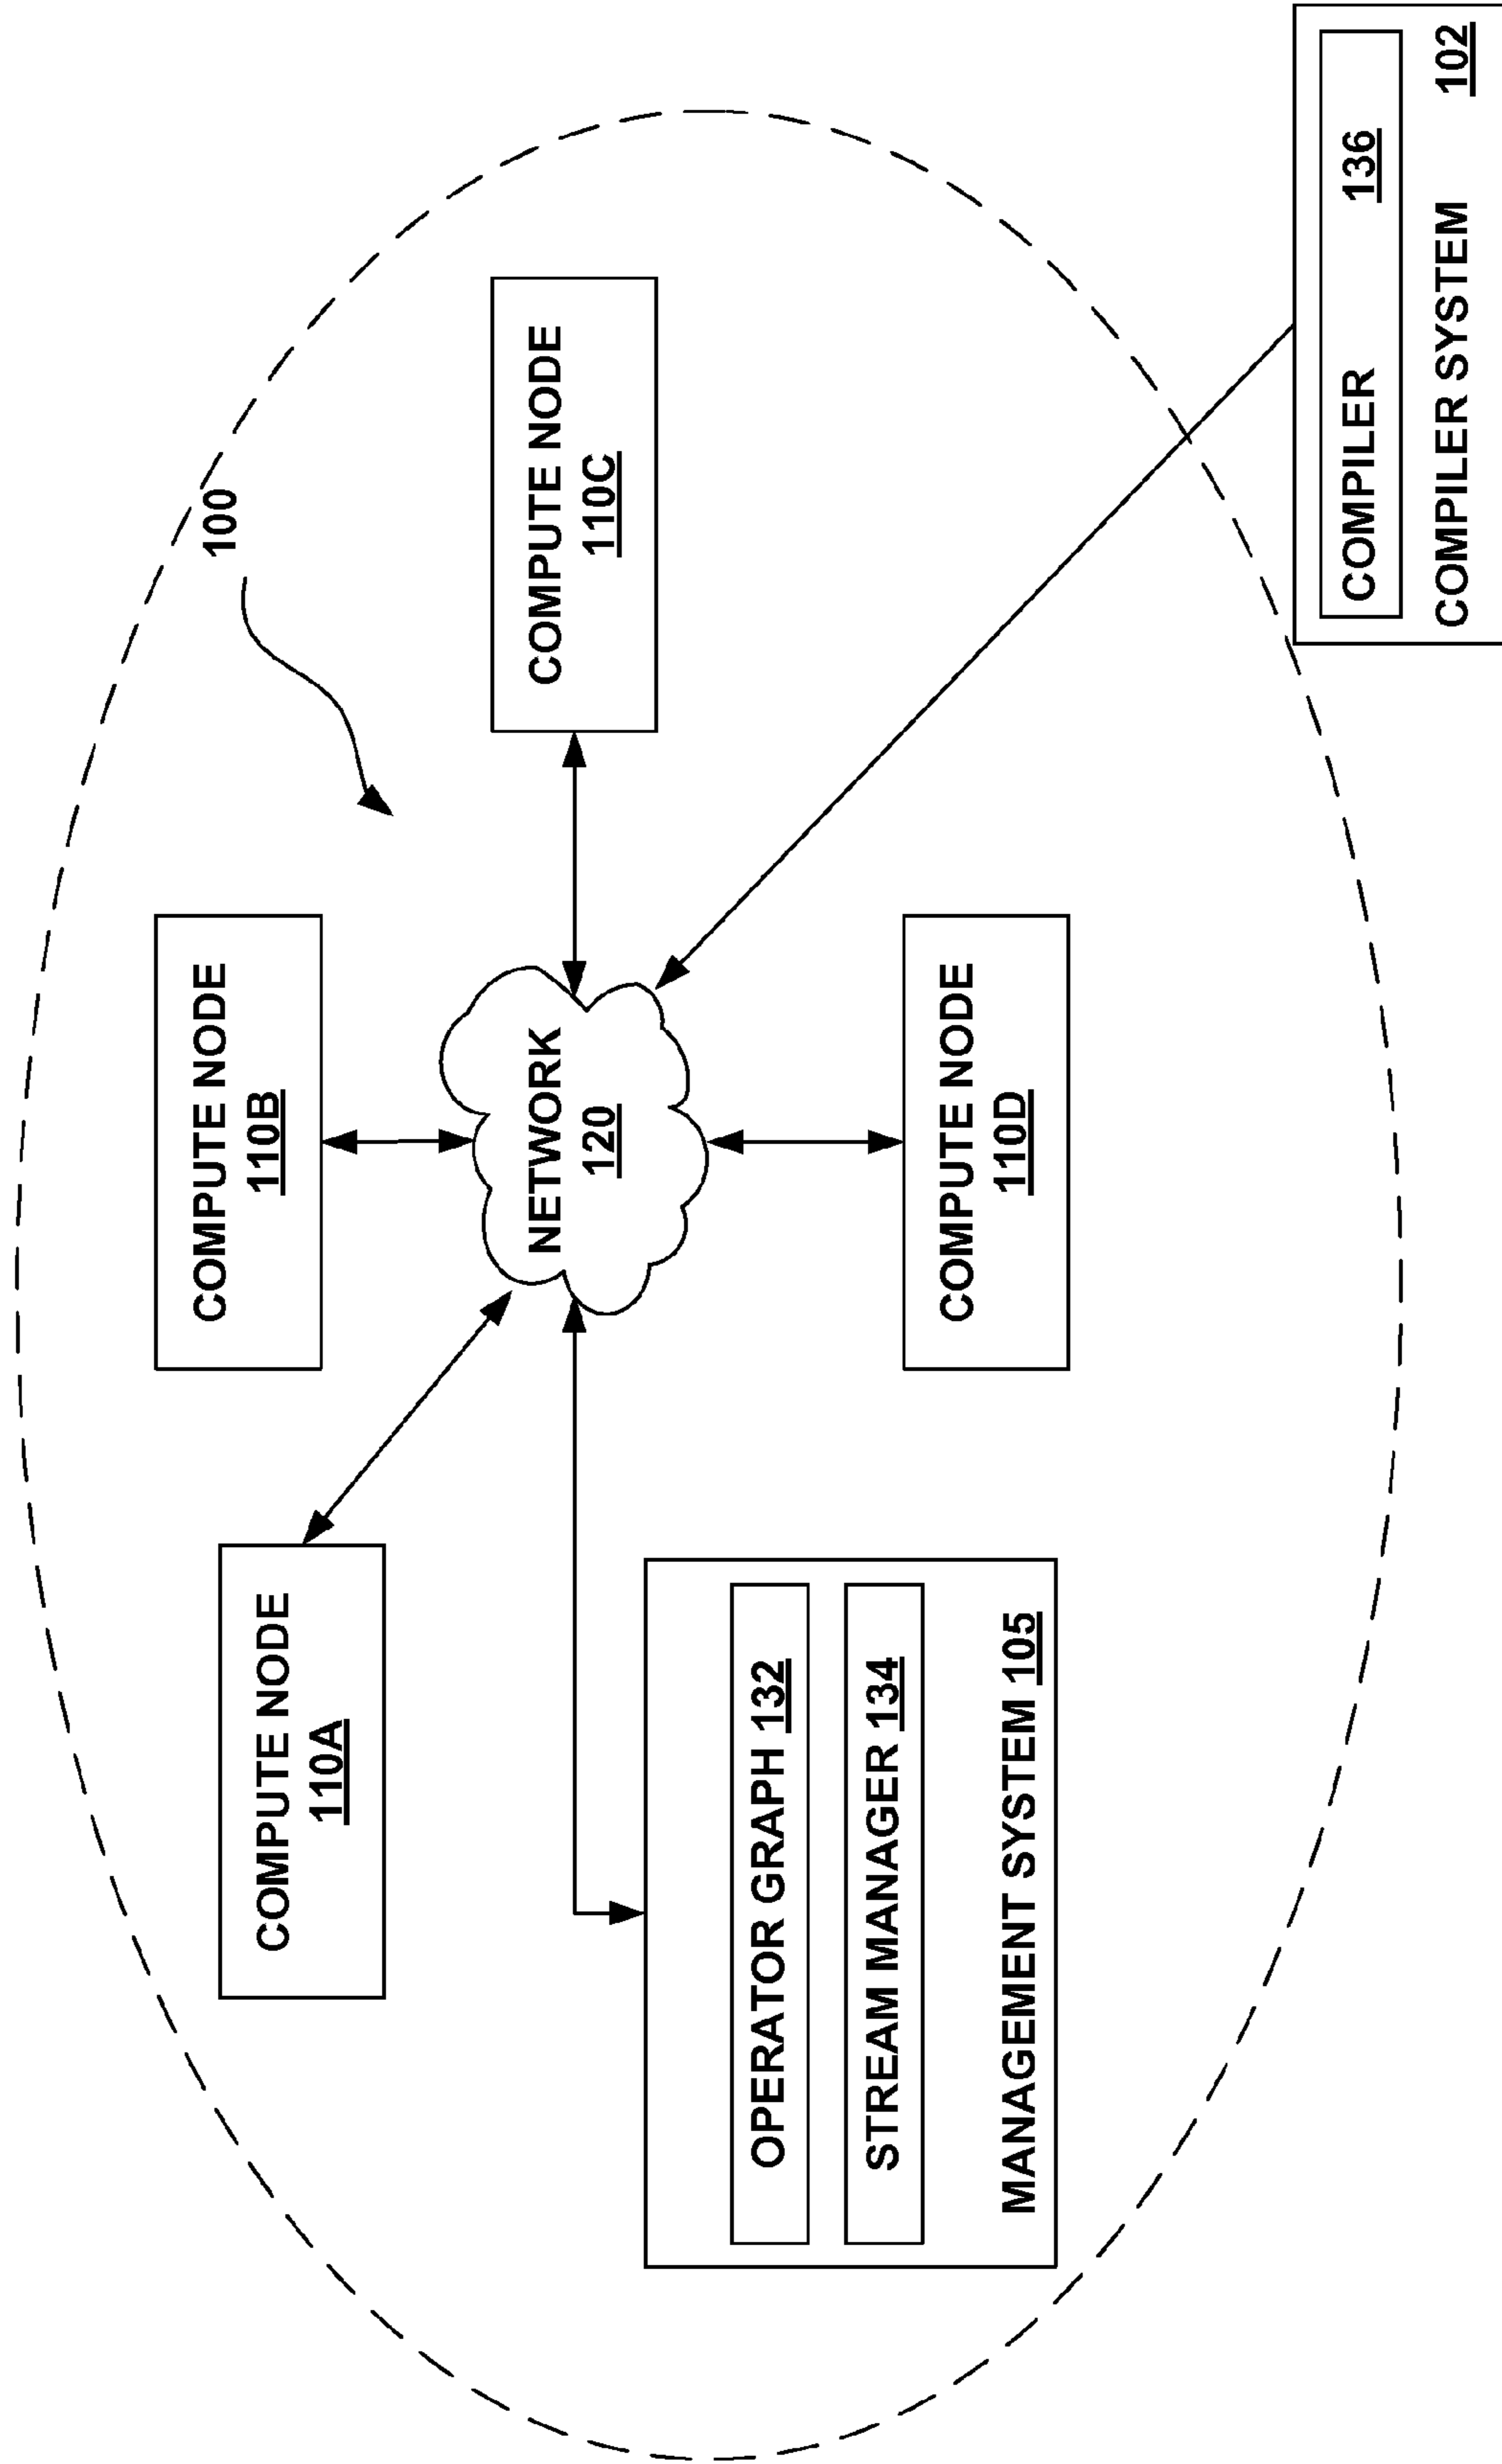 100
COMPUTE NODE
110B
COMPUTE NODE
110A
COMPUTE NODE
110C
NETWORK
120
OPERATOR GRAPH 132
STREAM MANAGER 134
MANAGEMENT SYSTEM 105
COMPUTE NODE
110D
COMPILER 136
COMPILER SYSTEM 102